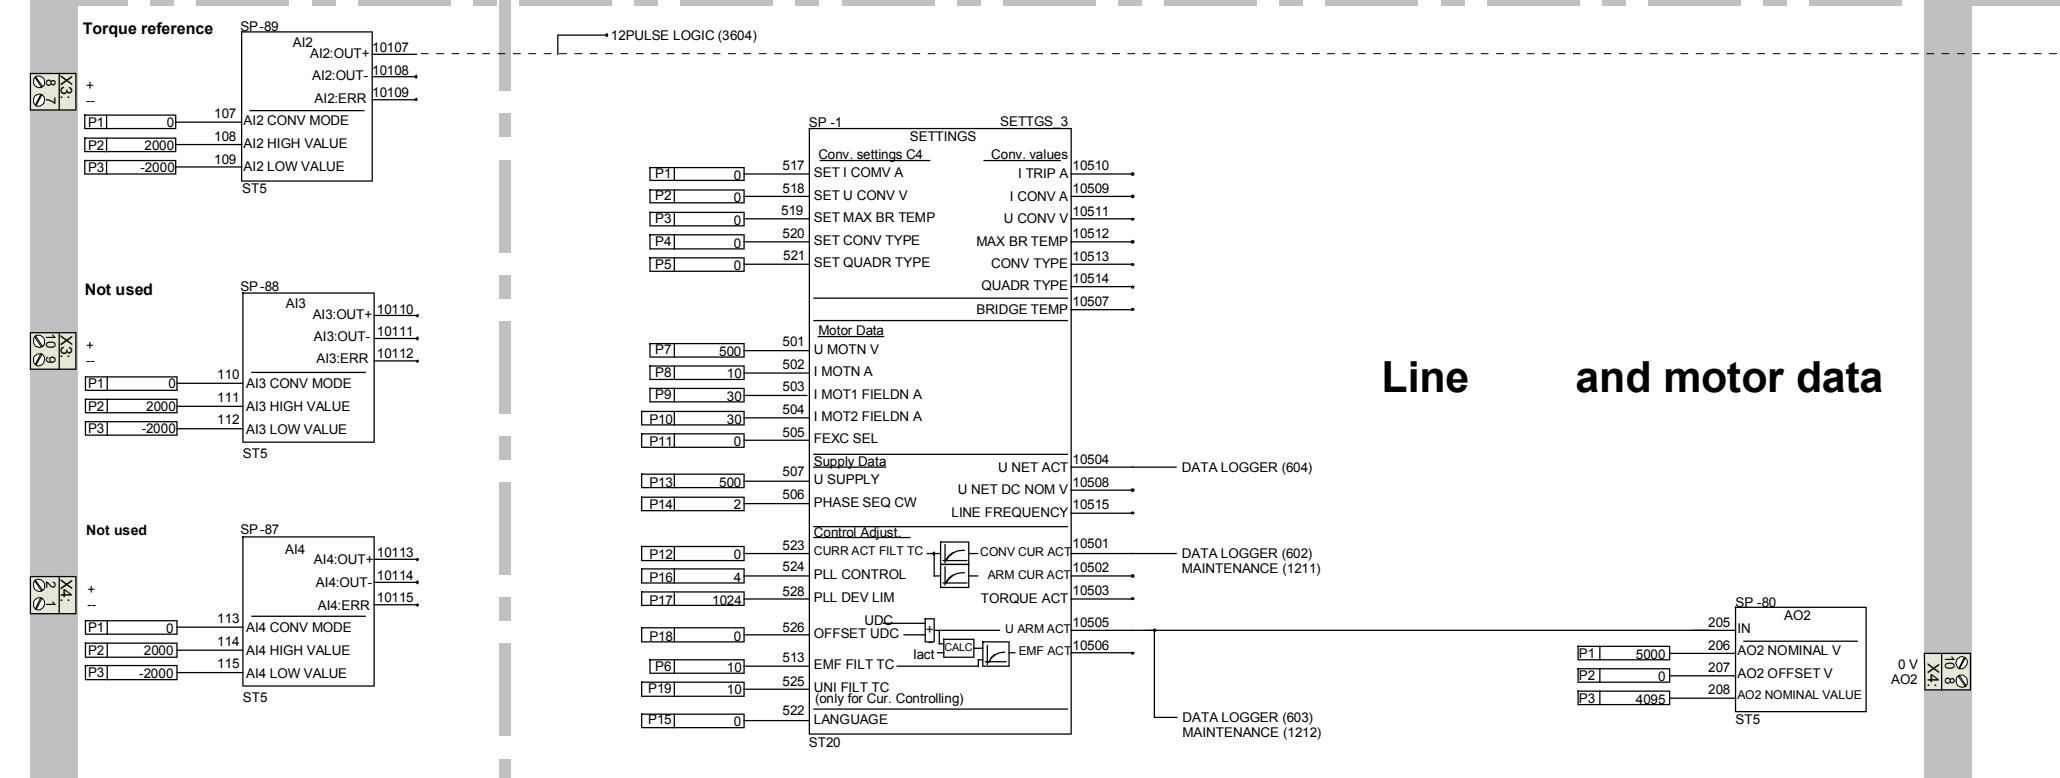 Torque reference
SP -89
AI2
AI2:OUT+ 10107
AI2:OUT- 10108
AI2:ERR 10109
X3:
8
7
+
--
P1 0 107 AI2 CONV MODE
P2 2000 108 AI2 HIGH VALUE
P3 -2000 109 AI2 LOW VALUE
ST5
Not used
SP -88
AI3
AI3:OUT+ 10110
AI3:OUT- 10111
AI3:ERR 10112
X3:
10
9
+
--
P1 0 110 AI3 CONV MODE
P2 2000 111 AI3 HIGH VALUE
P3 -2000 112 AI3 LOW VALUE
ST5
Not used
SP -87
AI4
AI4:OUT+ 10113
AI4:OUT- 10114
AI4:ERR 10115
X4:
2
1
+
--
P1 0 113 AI4 CONV MODE
P2 2000 114 AI4 HIGH VALUE
P3 -2000 115 AI4 LOW VALUE
ST5
12PULSE LOGIC (3604)
SP -1 SETTGS_3
SETTINGS
Conv. settings C4 Conv. values
P1 0 517 SET I COMV A I TRIP A 10510
P2 0 518 SET U CONV V I CONV A 10509
P3 0 519 SET MAX BR TEMP U CONV V 10511
P4 0 520 SET CONV TYPE MAX BR TEMP 10512
P5 0 521 SET QUADR TYPE CONV TYPE 10513
QUADR TYPE 10514
BRIDGE TEMP 10507
Motor Data
P7 500 501 U MOTN V
P8 10 502 I MOTN A
P9 30 503 I MOT1 FIELDN A
P10 30 504 I MOT2 FIELDN A
P11 0 505 FEXC SEL
Supply Data
U NET ACT 10504 DATA LOGGER (604)
P13 500 507 U SUPPLY
U NET DC NOM V 10508
P14 2 506 PHASE SEQ CW
LINE FREQUENCY 10515
Control Adjust.
P12 0 523 CURR ACT FILT TC CONV CUR ACT 10501 DATA LOGGER (602)
MAINTENANCE (1211)
P16 4 524 PLL CONTROL ARM CUR ACT 10502
P17 1024 528 PLL DEV LIM TORQUE ACT 10503
UDC
P18 0 526 OFFSET UDC + - U ARM ACT 10505
Iact CALC EMF ACT 10506
P6 10 513 EMF FILT TC
P19 10 525 UNI FILT TC
(only for Cur. Controlling)
P15 0 522 LANGUAGE
ST20
DATA LOGGER (603)
MAINTENANCE (1212)
Line and motor data
SP -80
AO2
205 IN
P1 5000 206 AO2 NOMINAL V
P2 0 207 AO2 OFFSET V
P3 4095 208 AO2 NOMINAL VALUE
ST5
0 V
AO2
X4:
10
8